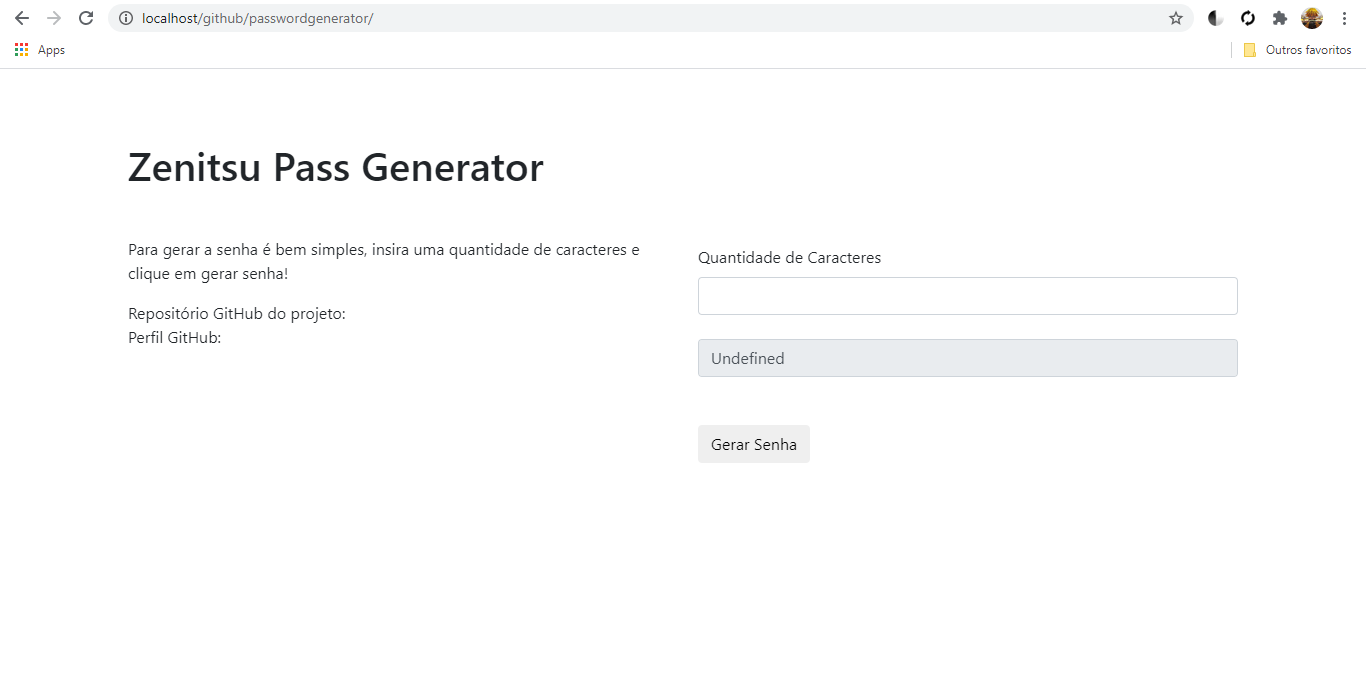 localhost/github/passwordgenerator/
Apps
Outros favoritos
Zenitsu Pass Generator
Para gerar a senha é bem simples, insira uma quantidade de caracteres e
clique em gerar senha!
Repositório GitHub do projeto:
Perfil GitHub:
Quantidade de Caracteres
Undefined
Gerar Senha